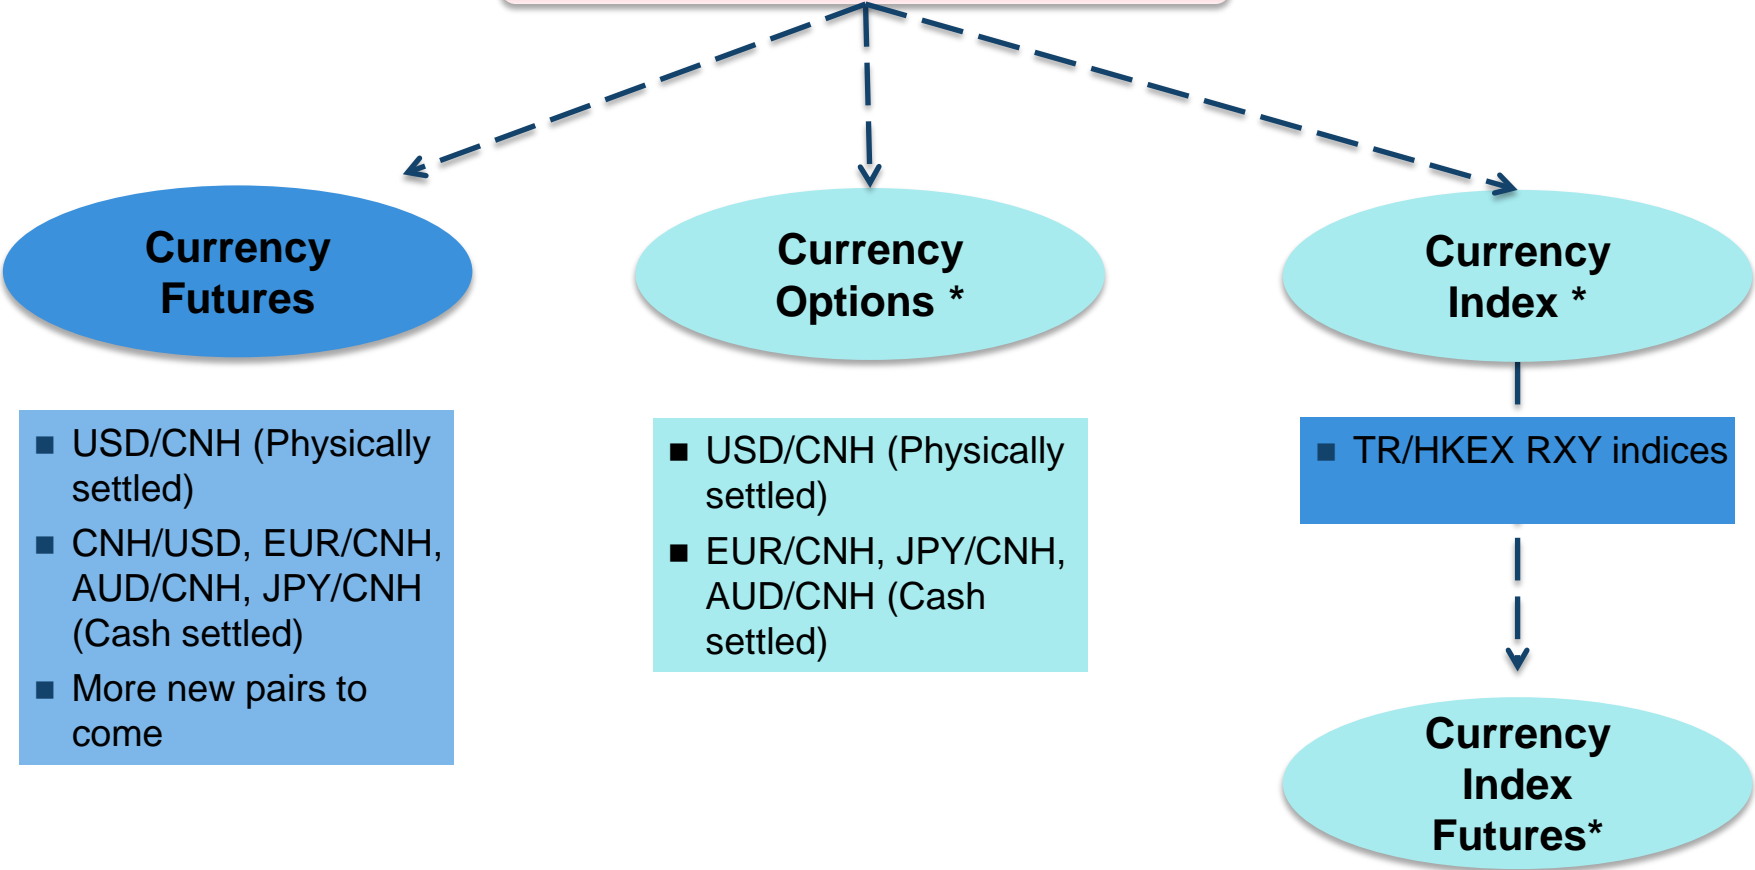 Currency
Futures
Currency
Options *
Currency
Index *
USD/CNH (Physically
settled)
CNH/USD, EUR/CNH,
AUD/CNH, JPY/CNH
(Cash settled)
More new pairs to
come
USD/CNH (Physically
settled)
EUR/CNH, JPY/CNH,
AUD/CNH (Cash
settled)
TR/HKEX RXY indices
Currency
Index
Futures*